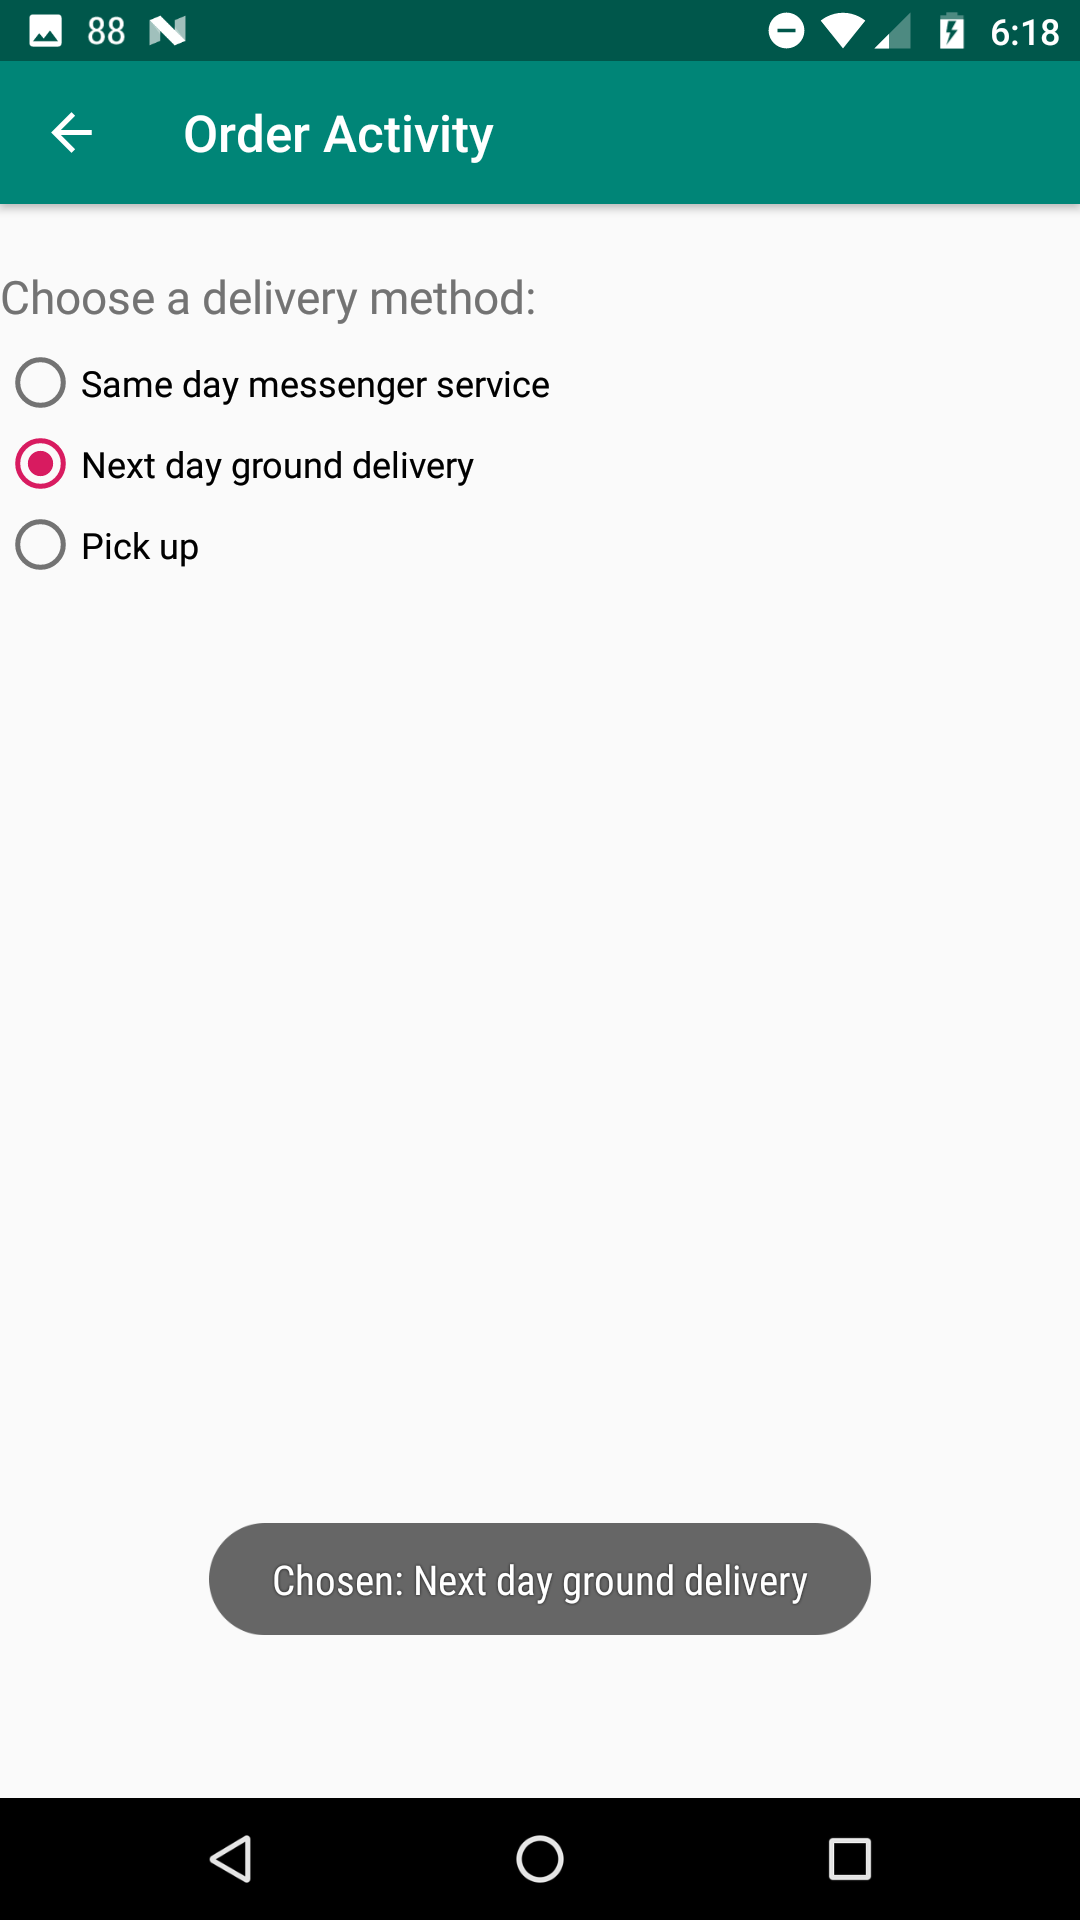 88 6:18
Order Activity
Choose a delivery method:
Same day messenger service
Next day ground delivery
Pick up
Chosen: Next day ground delivery